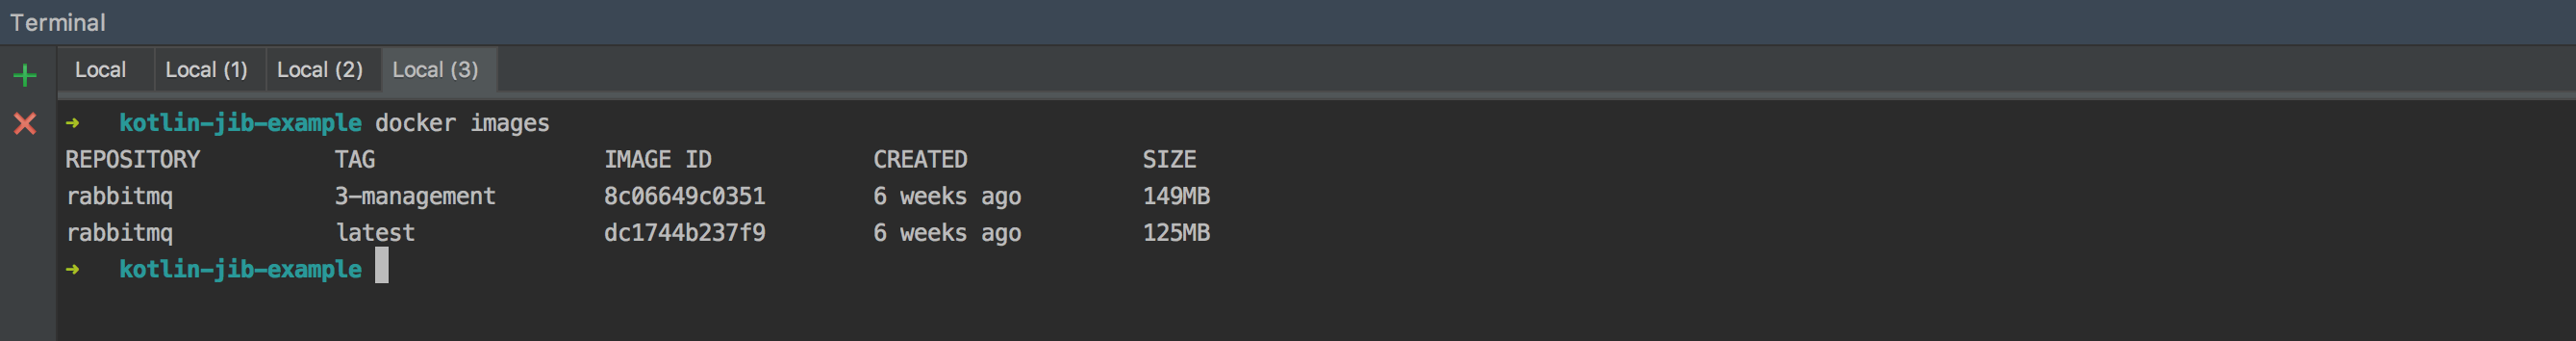 Terminal
Local Local (1) Local (2) Local (3)
➜ kotlin-jib-example docker images
REPOSITORY TAG IMAGE ID CREATED SIZE
rabbitmq 3-management 8c06649c0351 6 weeks ago 149MB
rabbitmq latest dc1744b237f9 6 weeks ago 125MB
➜ kotlin-jib-example